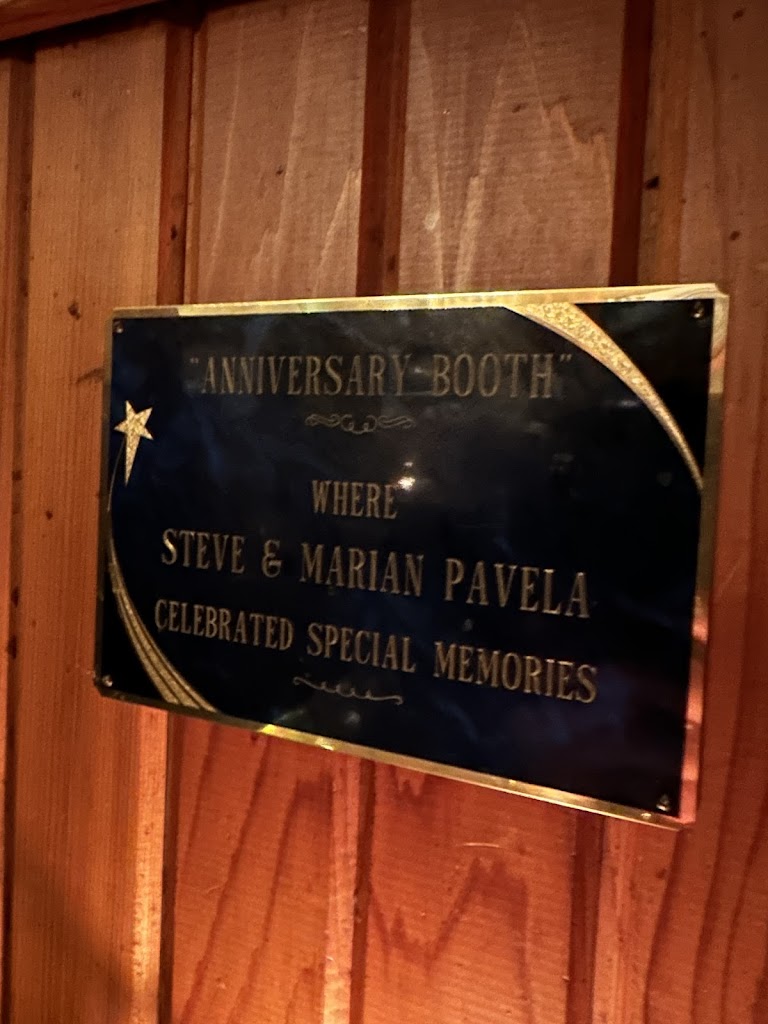 "ANNIVERSARY BOOTH"
WHERE
STEVE & MARIAN PAVELA
CELEBRATED SPECIAL MEMORIES